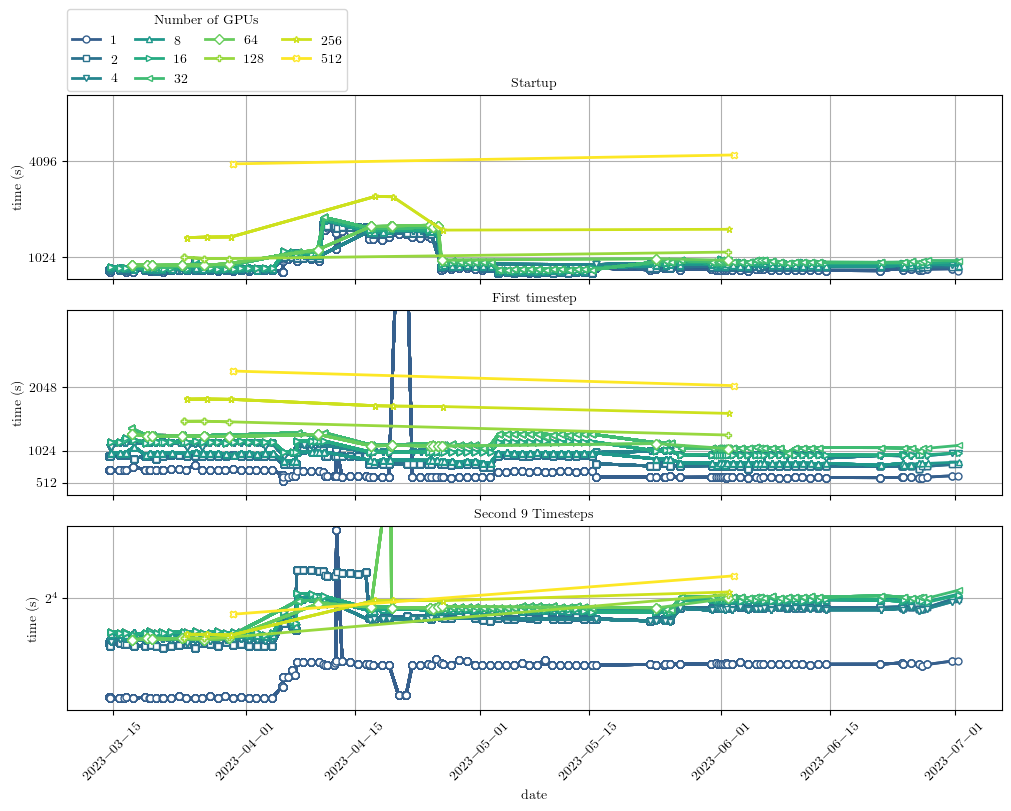 Number of GPUs
1 8 64 256
2 16 128 512
4 32
Startup
4096
1024
time (s)
First timestep
2048
1024
512
time (s)
Second 9 Timesteps
2^4
time (s)
2023−03−15 2023−04−01 2023−04−15 2023−05−01 2023−05−15 2023−06−01 2023−06−15 2023−07−01
date